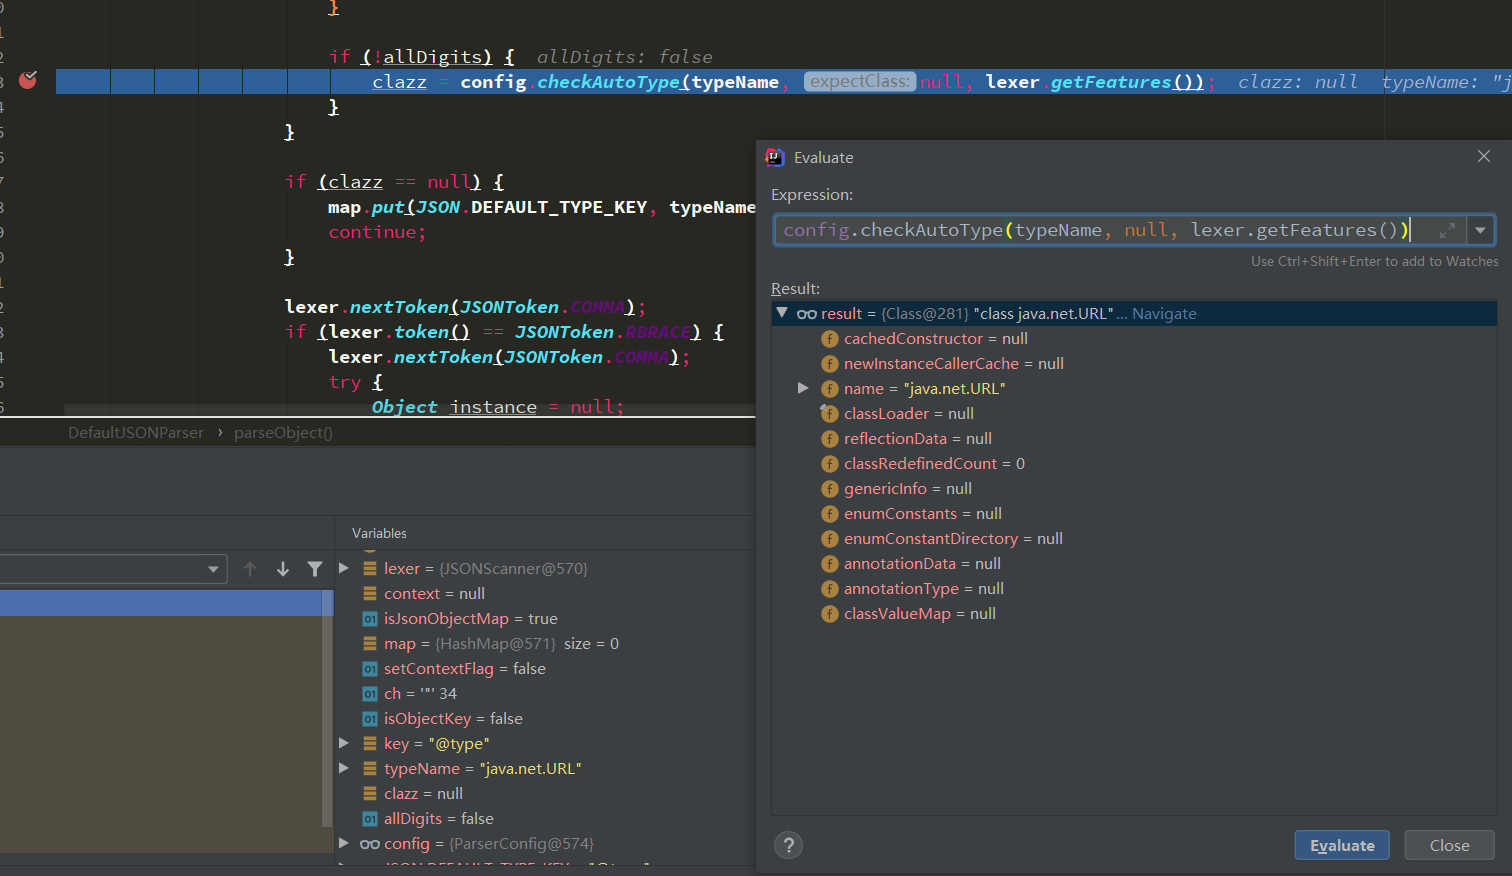 }
if (!allDigits) {  allDigits: false
clazz = config.checkAutoType(typeName, expectClass: null, lexer.getFeatures());  clazz: null  typeName: "j
}
}
if (clazz == null) {
map.put(JSON.DEFAULT_TYPE_KEY, typeName
continue;
}
lexer.nextToken(JSONToken.COMMA);
if (lexer.token() == JSONToken.RBRACE) {
lexer.nextToken(JSONToken.COMMA);
try {
Object instance = null;
DefaultJSONParser › parseObject()
Variables
lexer = {JSONScanner@570}
context = null
isJsonObjectMap = true
map = {HashMap@571} size = 0
setContextFlag = false
ch = '"' 34
isObjectKey = false
key = "@type"
typeName = "java.net.URL"
clazz = null
allDigits = false
config = {ParserConfig@574}
Evaluate
Expression:
config.checkAutoType(typeName, null, lexer.getFeatures())
Use Ctrl+Shift+Enter to add to Watches
Result:
result = {Class@281} "class java.net.URL" ... Navigate
cachedConstructor = null
newInstanceCallerCache = null
name = "java.net.URL"
classLoader = null
reflectionData = null
classRedefinedCount = 0
genericInfo = null
enumConstants = null
enumConstantDirectory = null
annotationData = null
annotationType = null
classValueMap = null
?
Evaluate
Close